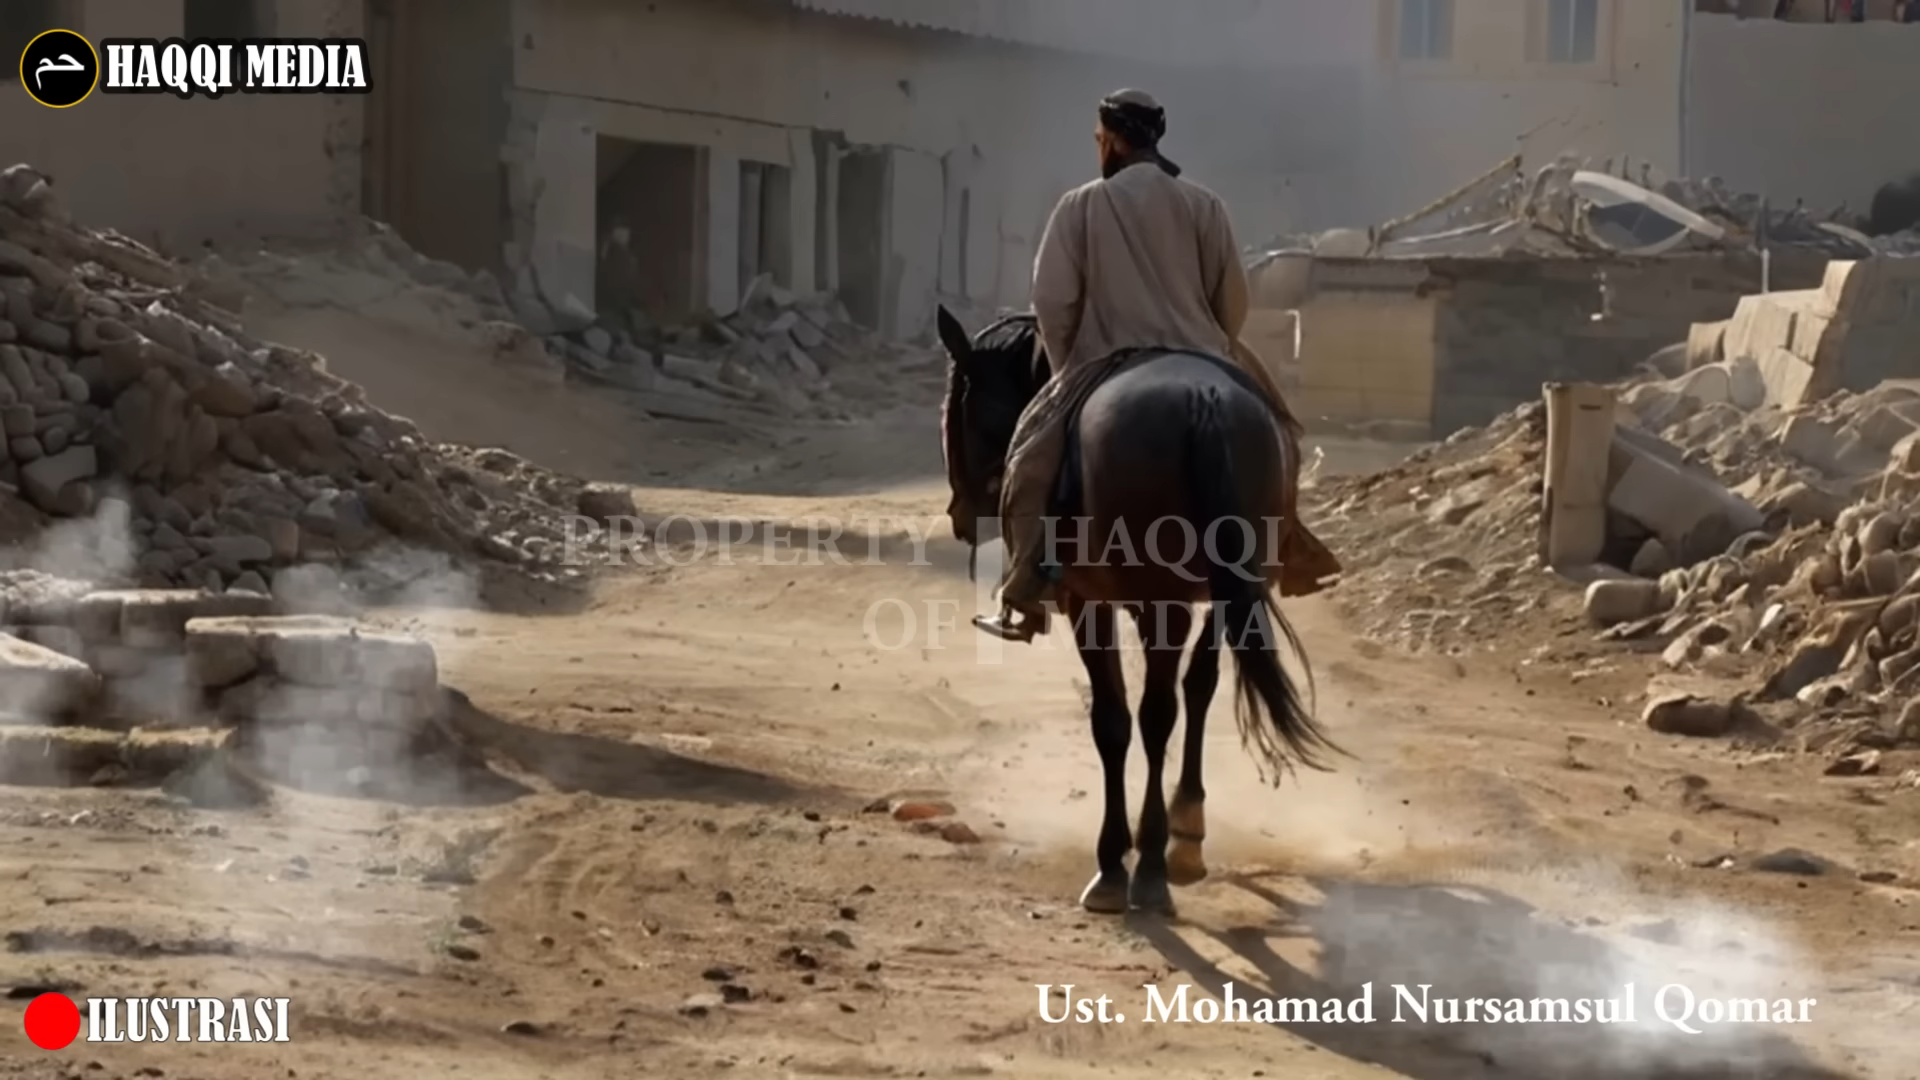 حم
HAQQI MEDIA
PROPERTY HAQQI
OF MEDIA
ILUSTRASI
Ust. Mohamad Nursamsul Qomar